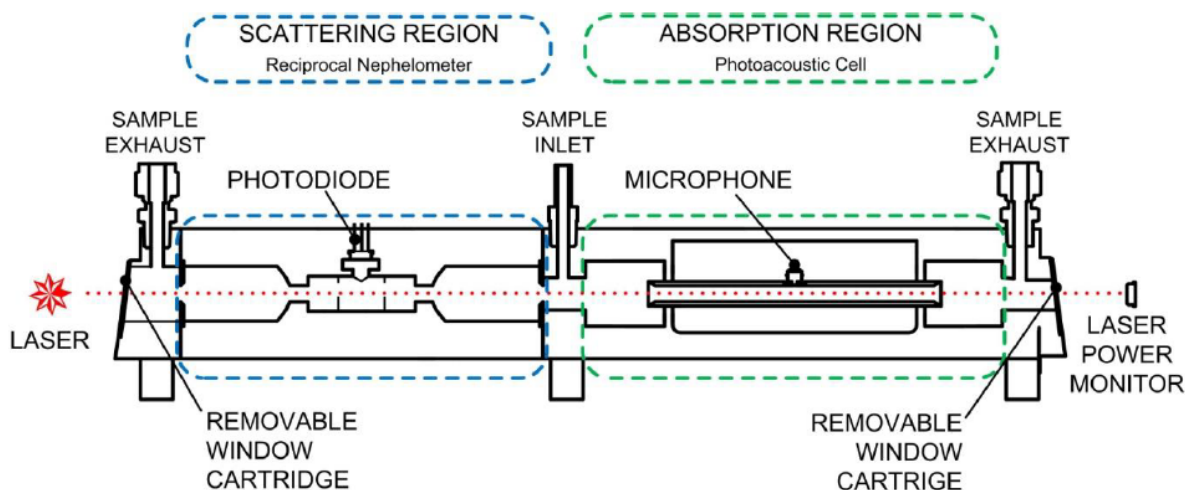 SCATTERING REGION
Reciprocal Nephelometer
ABSORPTION REGION
Photoacoustic Cell
SAMPLE
EXHAUST
SAMPLE
INLET
SAMPLE
EXHAUST
PHOTODIODE
MICROPHONE
LASER
LASER
POWER
MONITOR
REMOVABLE
WINDOW
CARTRIDGE
REMOVABLE
WINDOW
CARTRIGE